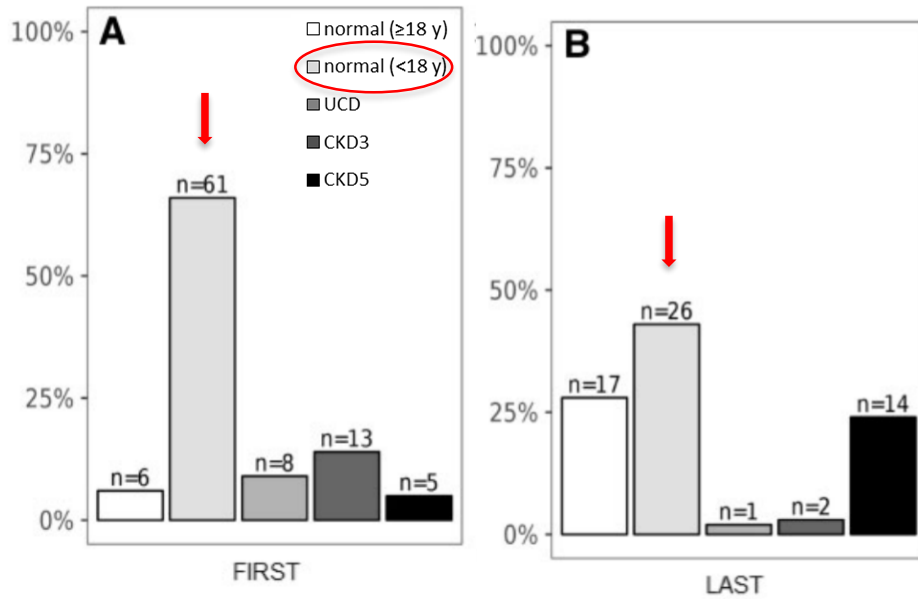 A
100%
75%
50%
25%
0%
normal (≥18 y)
normal (<18 y)
UCD
CKD3
CKD5
n=6
n=61
n=8
n=13
n=5
FIRST
B
100%
75%
50%
25%
0%
n=17
n=26
n=1
n=2
n=14
LAST